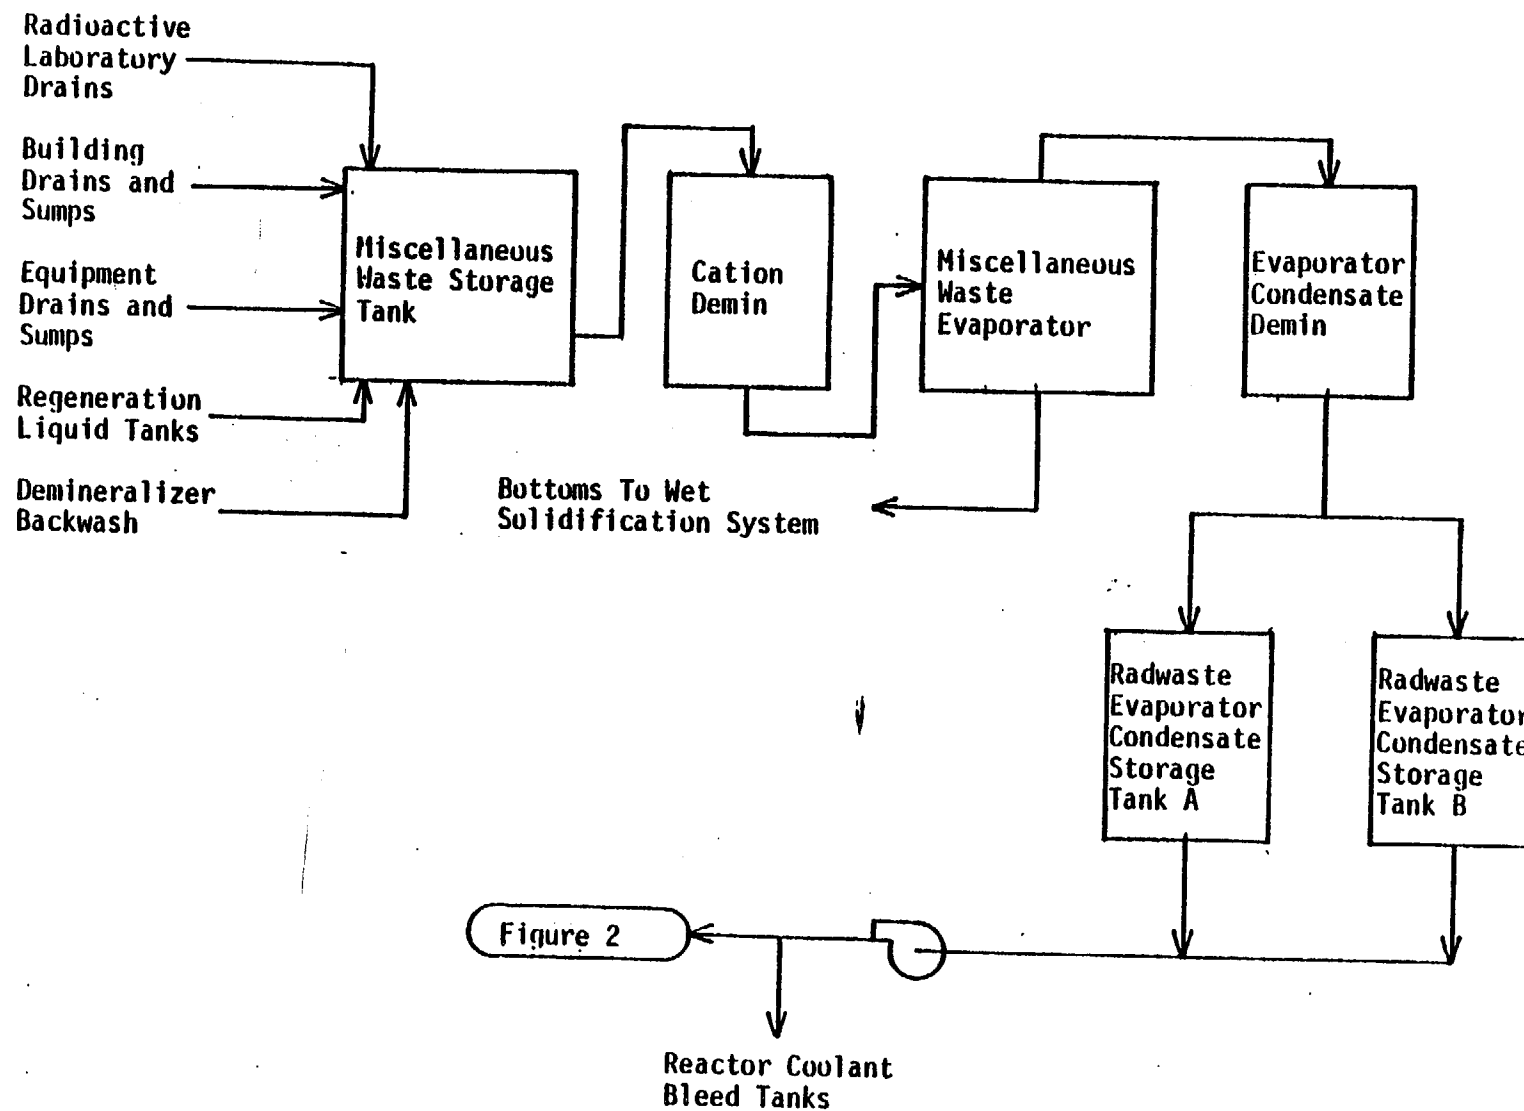 Radioactive
Laboratory
Drains
Building
Drains and
Sumps
Equipment
Drains and
Sumps
Regeneration
Liquid Tanks
Demineralizer
Backwash
Miscellaneous
Waste Storage
Tank
Cation
Demin
Miscellaneous
Waste
Evaporator
Evaporator
Condensate
Demin
Bottoms To Wet
Solidification System
Radwaste
Evaporator
Condensate
Storage
Tank A
Radwaste
Evaporator
Condensate
Storage
Tank B
Figure 2
Reactor Coolant
Bleed Tanks